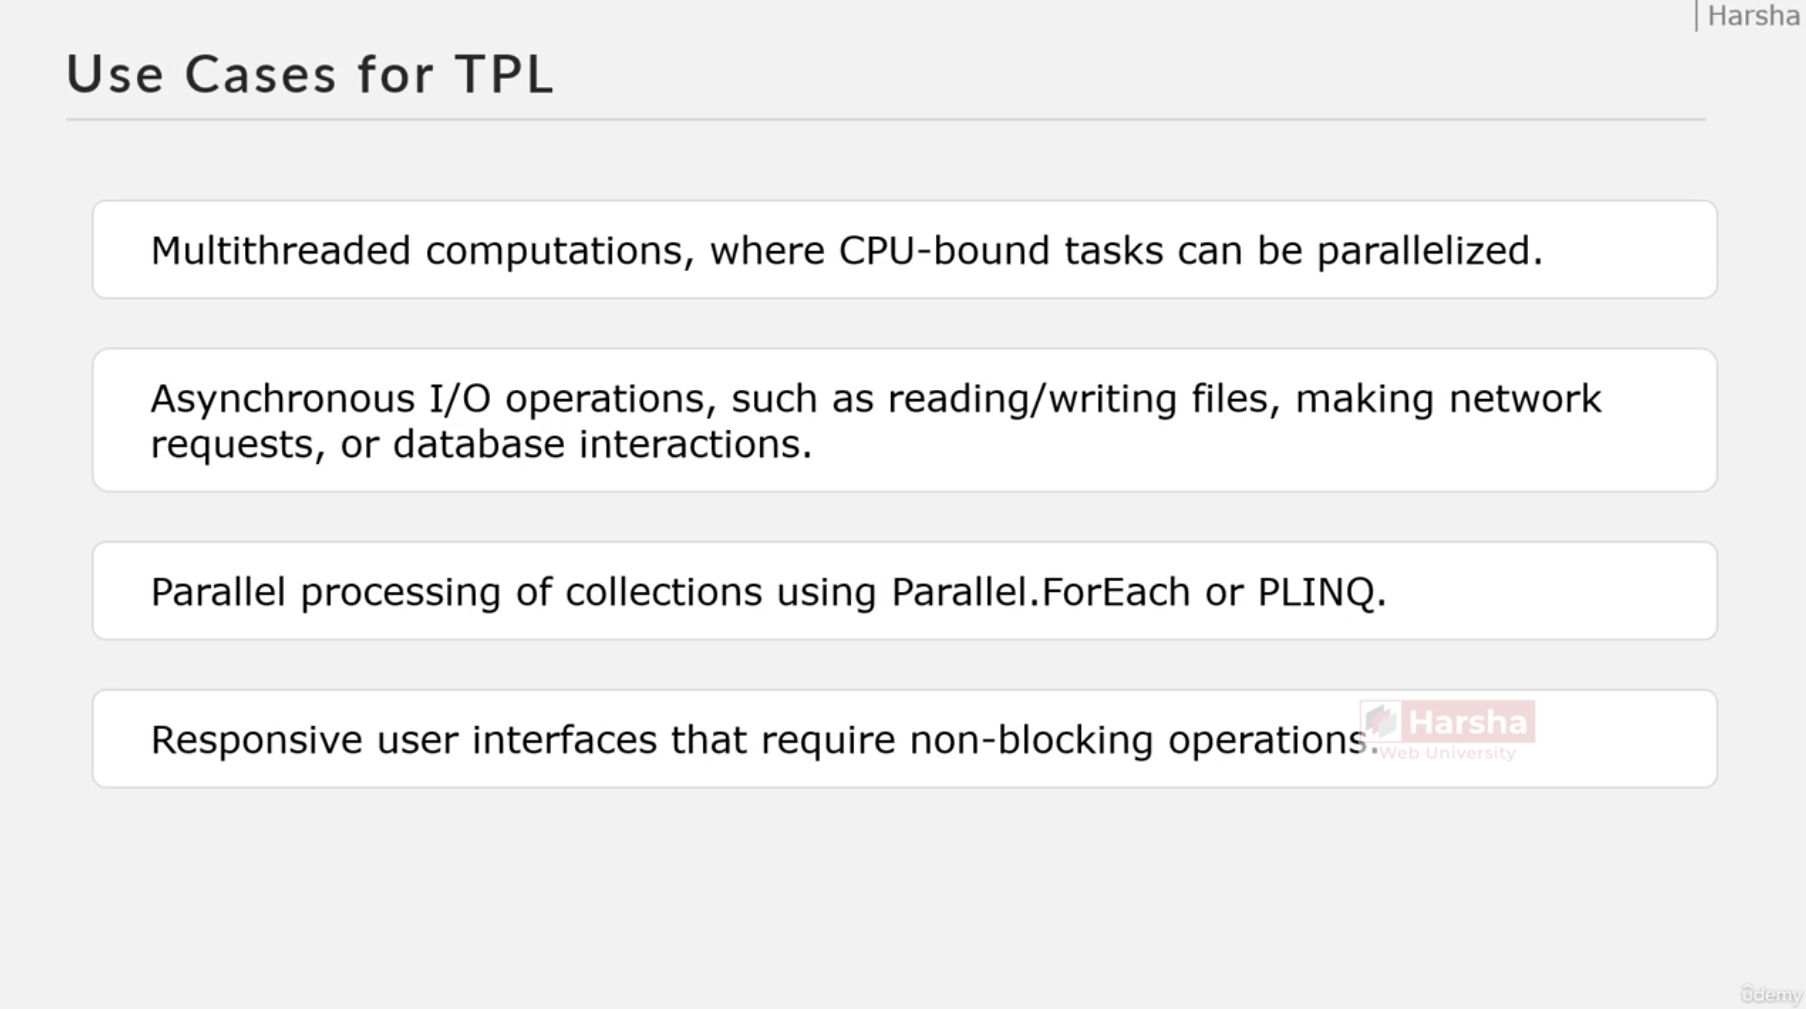 | Harsha
Use Cases for TPL
Multithreaded computations, where CPU-bound tasks can be parallelized.
Asynchronous I/O operations, such as reading/writing files, making network
requests, or database interactions.
Parallel processing of collections using Parallel.ForEach or PLINQ.
Responsive user interfaces that require non-blocking operations.
Harsha
Web University
ûdemy